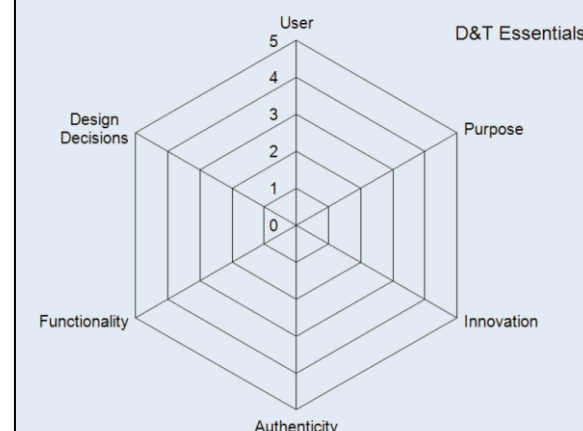 User
D&T Essentials
5
4
3
2
1
0
Design
Decisions
Purpose
Functionality
Innovation
Authenticity